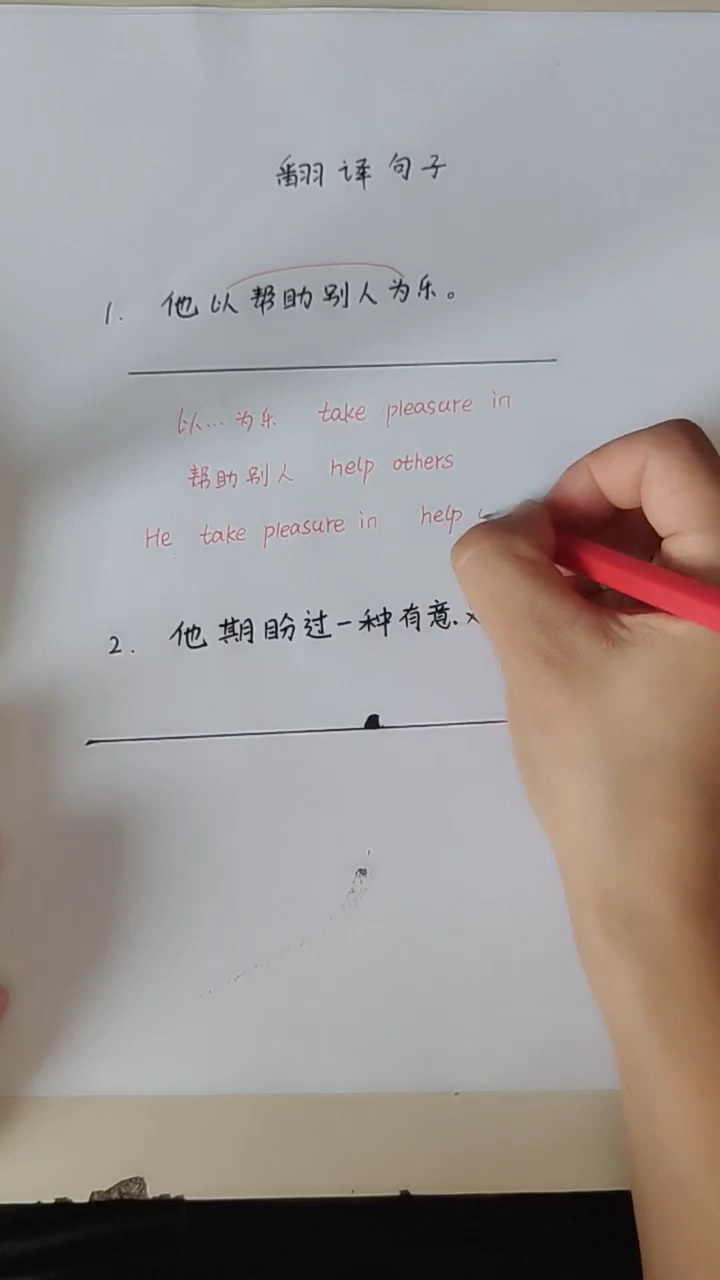 翻译句子
1. 他以帮助别人为乐。
以…为乐 take pleasure in
帮助别人 help others
He take pleasure in help
2. 他期盼过一种有意